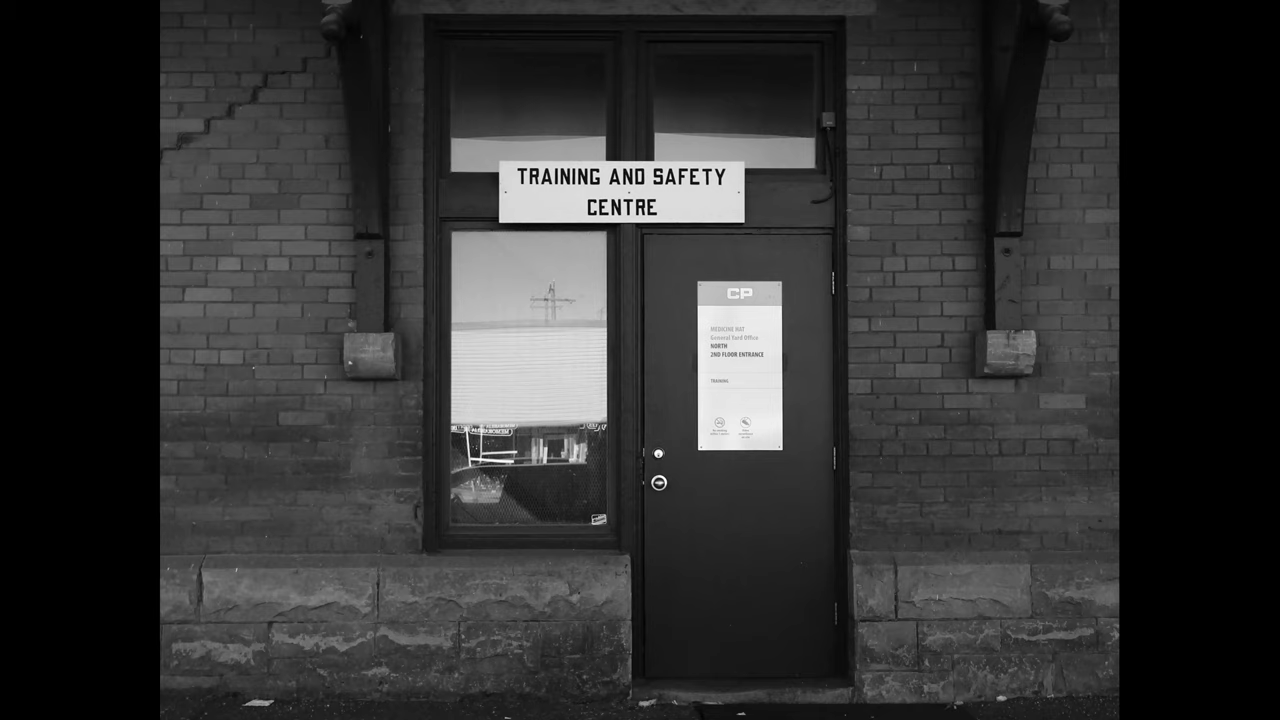 TRAINING AND SAFETY
CENTRE
CP
MEDICINE HAT
General Yard Office
NORTH
2ND FLOOR ENTRANCE
TRAINING